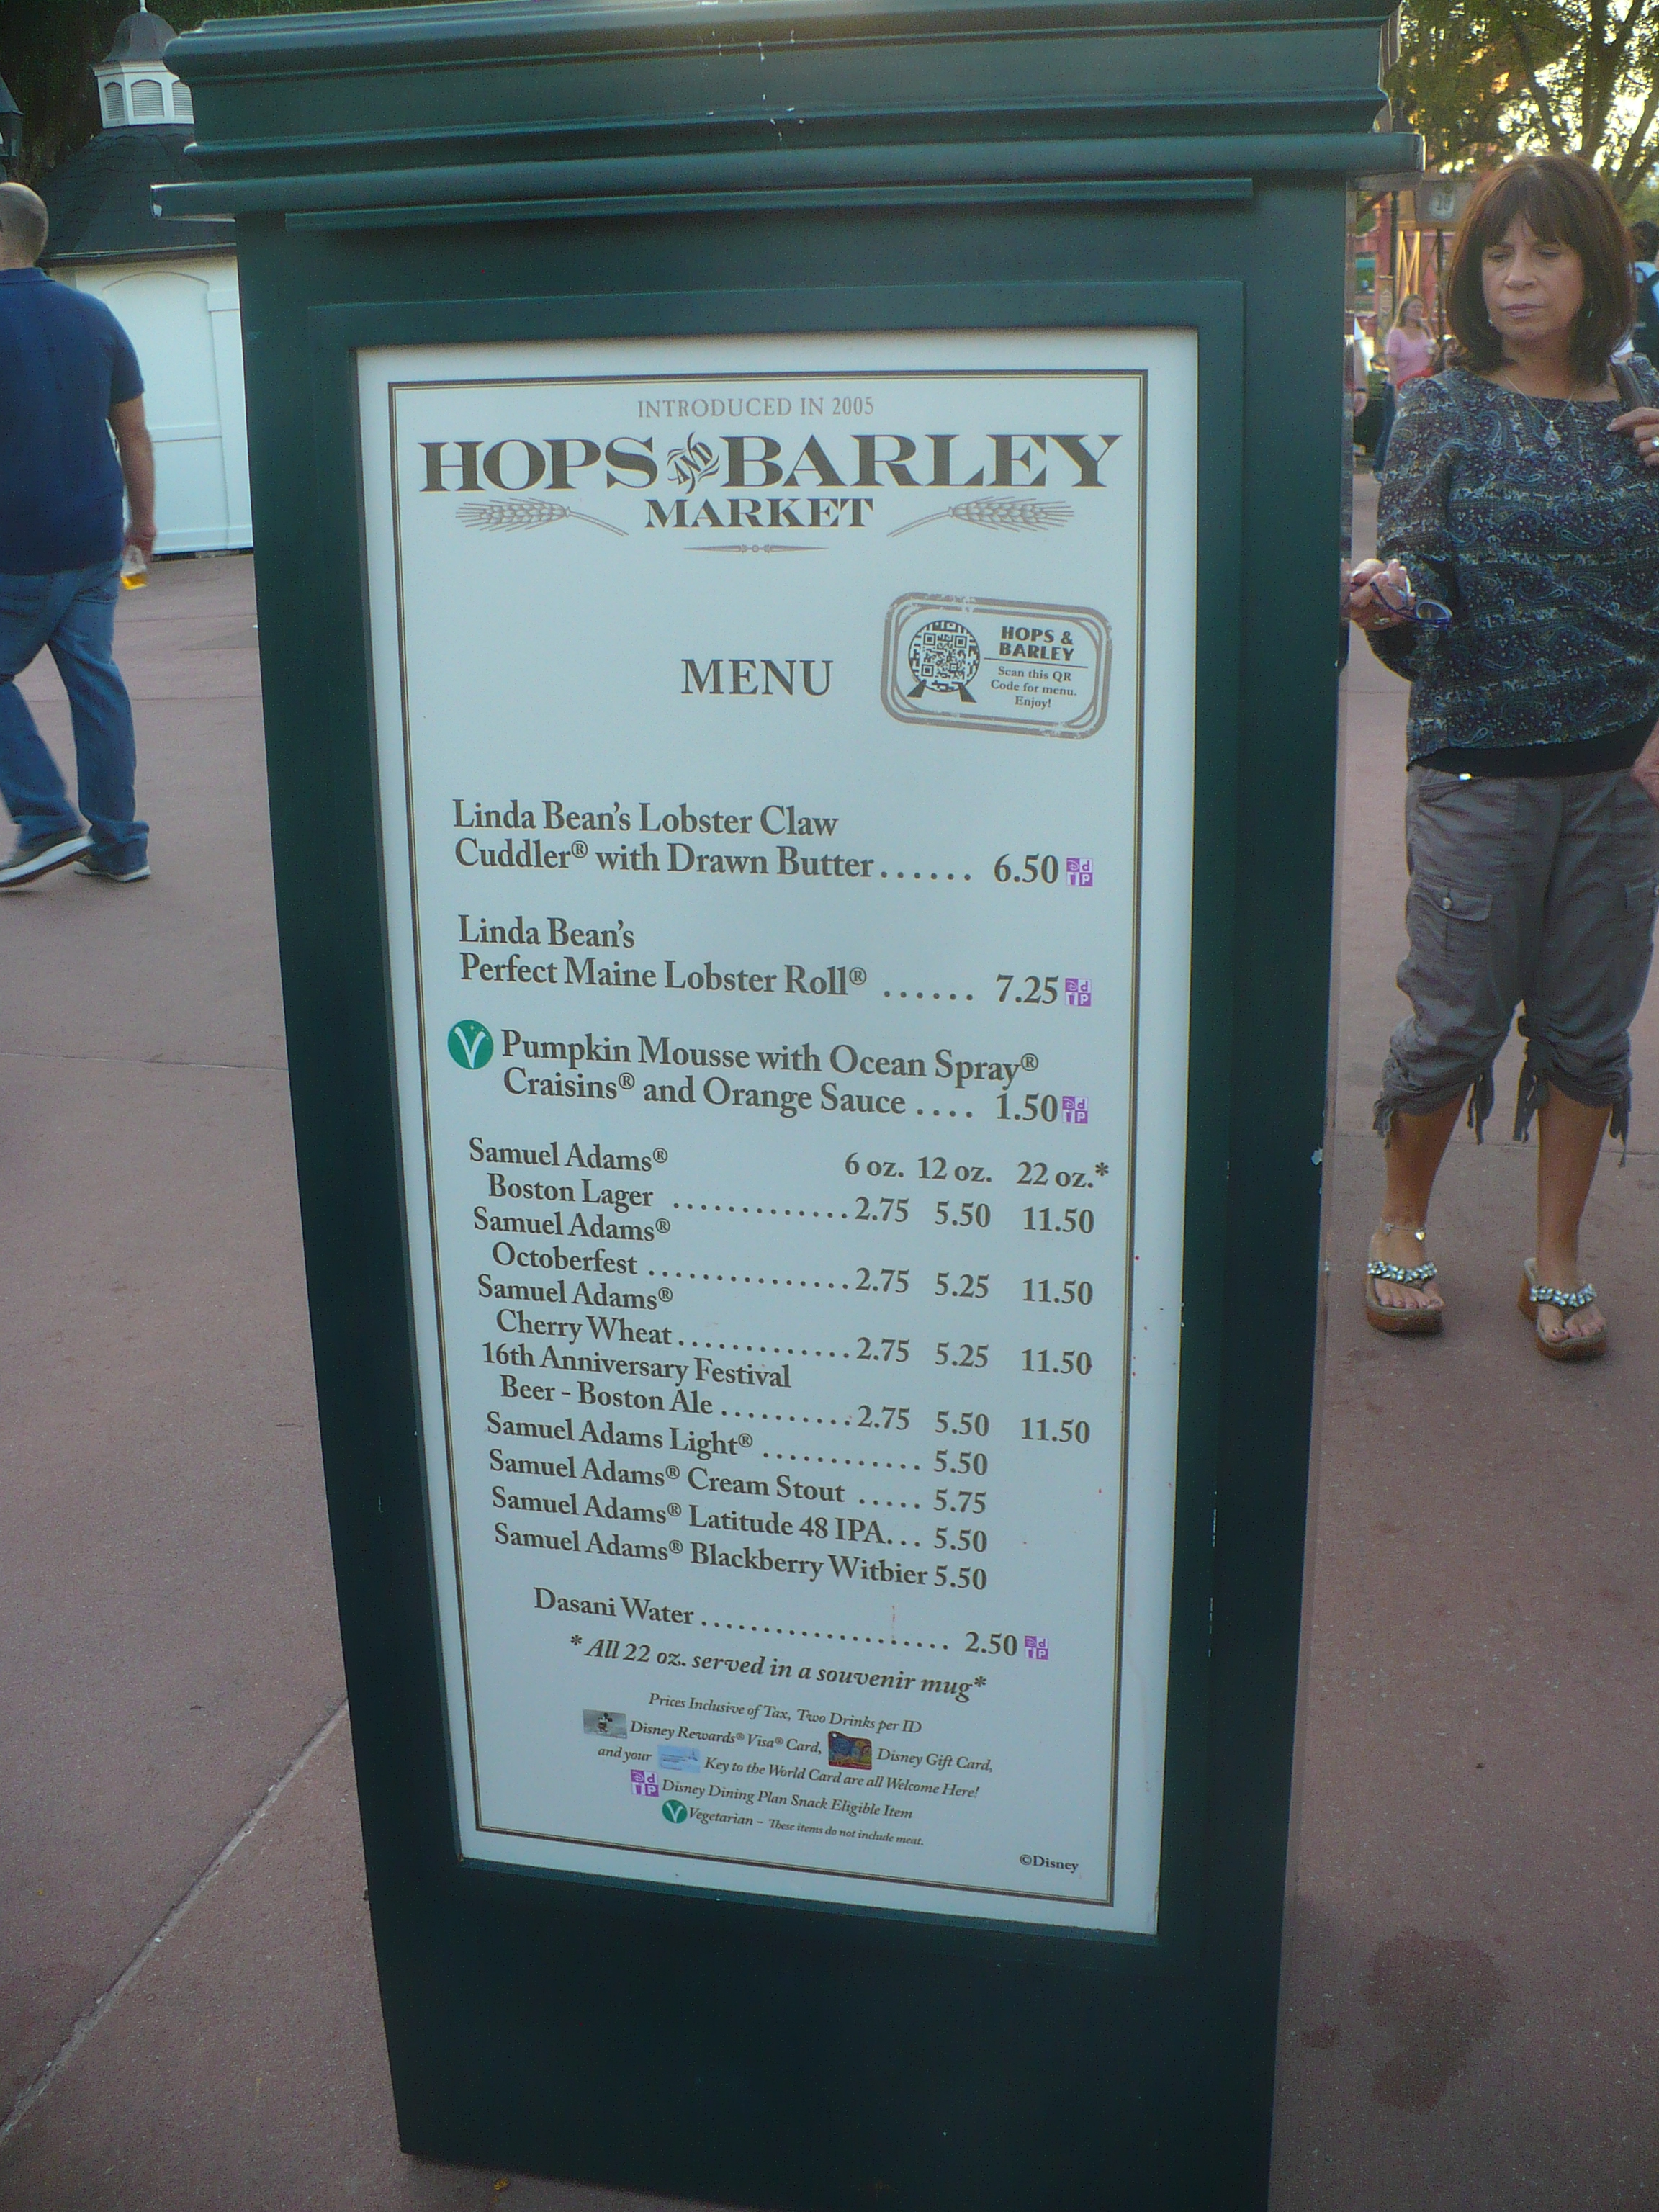 INTRODUCED IN 2005
HOPS AND BARLEY
MARKET
MENU
HOPS &
BARLEY
Scan this QR
Code for menu.
Enjoy!
Linda Bean's Lobster Claw
Cuddler® with Drawn Butter...... 6.50
Linda Bean's
Perfect Maine Lobster Roll® ...... 7.25
V Pumpkin Mousse with Ocean Spray®
Craisins® and Orange Sauce .... 1.50
Samuel Adams® 6 oz. 12 oz. 22 oz.*
Boston Lager .............2.75 5.50 11.50
Samuel Adams®
Octoberfest ...............2.75 5.25 11.50
Samuel Adams®
Cherry Wheat.............2.75 5.25 11.50
16th Anniversary Festival
Beer - Boston Ale ..........2.75 5.50 11.50
Samuel Adams Light® ............ 5.50
Samuel Adams® Cream Stout ..... 5.75
Samuel Adams® Latitude 48 IPA... 5.50
Samuel Adams® Blackberry Witbier 5.50
Dasani Water ................... 2.50
* All 22 oz. served in a souvenir mug*
Prices Inclusive of Tax, Two Drinks per ID
Disney Rewards® Visa® Card, Disney Gift Card,
and your Key to the World Card are all Welcome Here!
Disney Dining Plan Snack Eligible Item
V Vegetarian – These items do not include meat.
©Disney